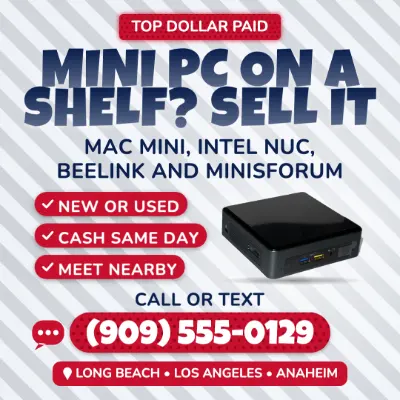 TOP DOLLAR PAID
MINI PC ON A
SHELF? SELL IT
MAC MINI, INTEL NUC,
BEELINK AND MINISFORUM
NEW OR USED
CASH SAME DAY
MEET NEARBY
CALL OR TEXT
(909) 555-0129
LONG BEACH • LOS ANGELES • ANAHEIM